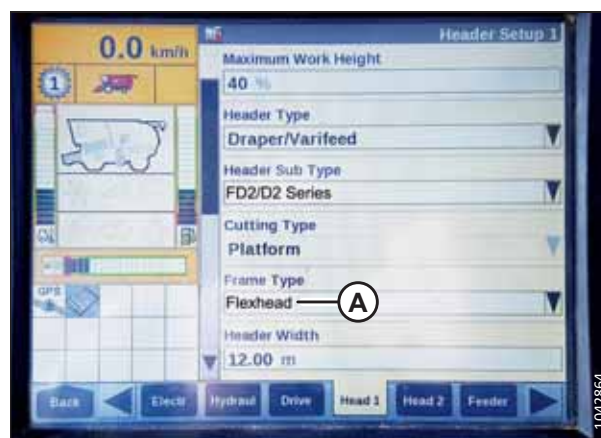 0.0 km/h
Header Setup 1
1
Maximum Work Height
40 %
Header Type
Draper/Varifeed
Header Sub Type
FD2/D2 Series
Cutting Type
Platform
Frame Type
Flexhead
A
Header Width
12.00 m
GPS
Back
Electr
Hydraul
Drive
Head 1
Head 2
Feeder
1042864